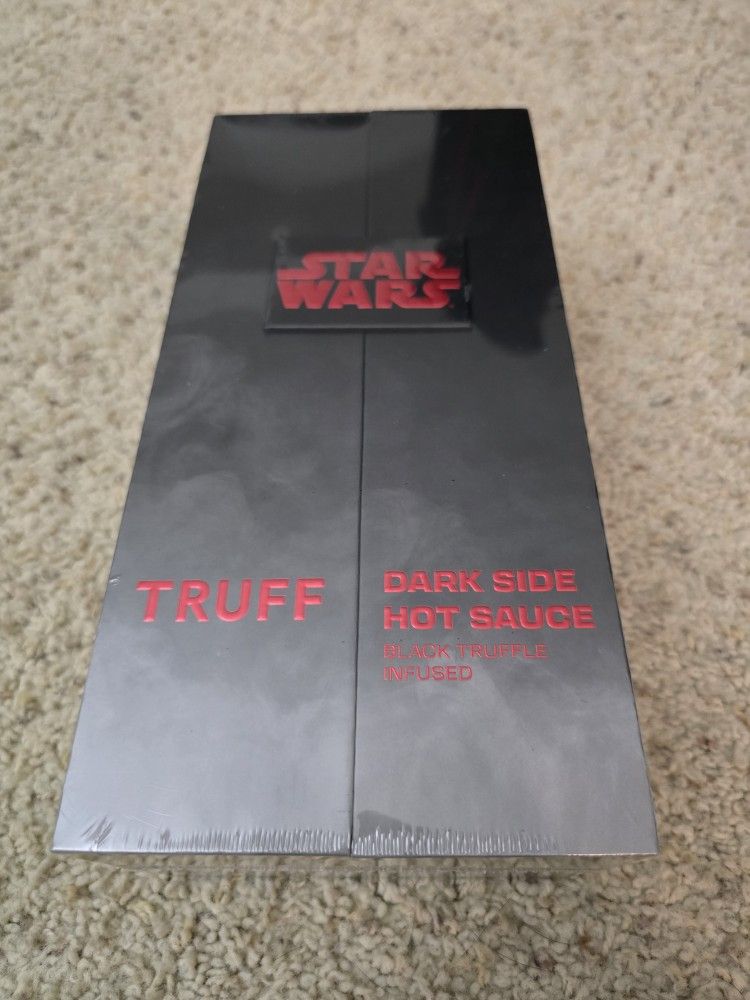 STAR
WARS
TRUFF
DARK SIDE
HOT SAUCE
BLACK TRUFFLE
INFUSED